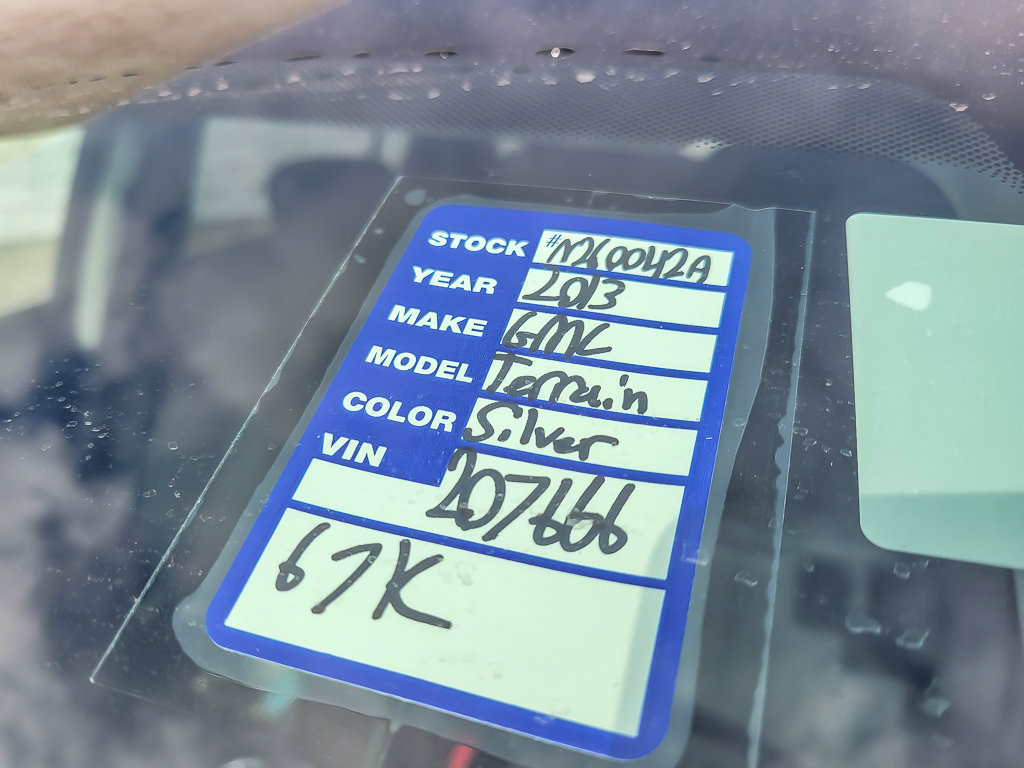 STOCK #N260042A
YEAR 2013
MAKE GMC
MODEL Terrain
COLOR Silver
VIN
207666
67K